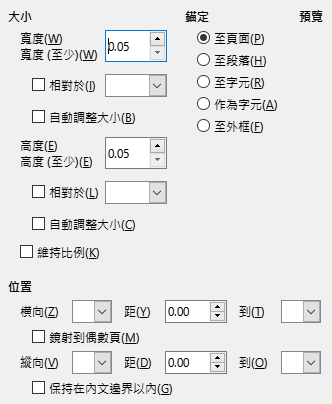 大小
錨定
預覽
寬度(W)
寬度 (至少)(W)
0.05
相對於(I)
自動調整大小(B)
高度(E)
高度 (至少)(E)
0.05
相對於(L)
自動調整大小(C)
維持比例(K)
至頁面(P)
至段落(H)
至字元(R)
作為字元(A)
至外框(F)
位置
橫向(Z) 距(Y) 0.00 到(T)
鏡射到偶數頁(M)
縱向(V) 距(D) 0.00 到(O)
保持在內文邊界以內(G)